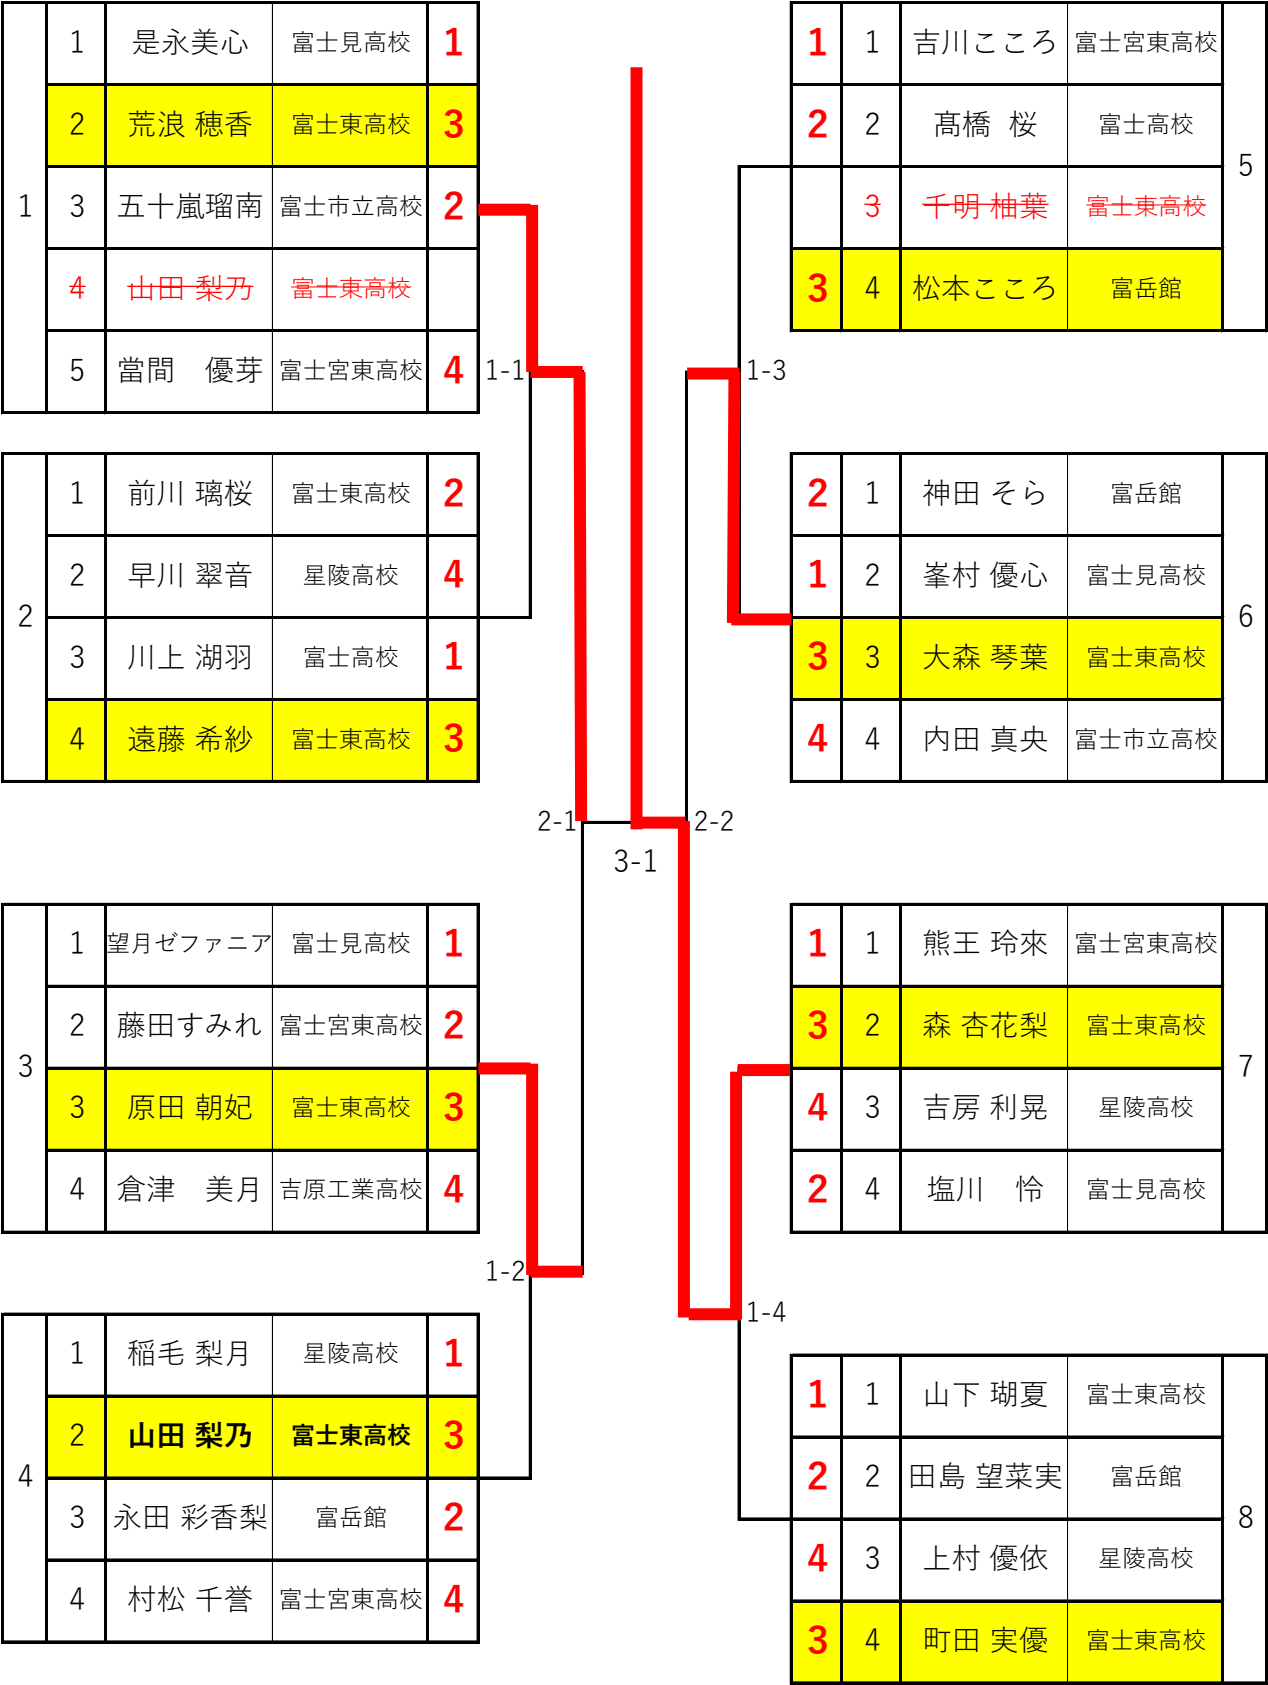 1
1 是永美心 富士見高校 1
2 荒浪 穂香 富士東高校 3
3 五十嵐瑠南 富士市立高校 2
4 山田 梨乃 富士東高校
5 當間　優芽 富士宮東高校 4
2
1 前川 璃桜 富士東高校 2
2 早川 翠音 星陵高校 4
3 川上 湖羽 富士高校 1
4 遠藤 希紗 富士東高校 3
3
1 望月ゼファニア 富士見高校 1
2 藤田すみれ 富士宮東高校 2
3 原田 朝妃 富士東高校 3
4 倉津　美月 吉原工業高校 4
4
1 稲毛 梨月 星陵高校 1
2 山田 梨乃 富士東高校 3
3 永田 彩香梨 富岳館 2
4 村松 千誉 富士宮東高校 4
1-1
1-2
2-1
3-1
2-2
1-3
1-4
1 1 吉川こころ 富士宮東高校
2 2 髙橋 桜 富士高校
3 千明 柚葉 富士東高校
3 4 松本こころ 富岳館
5
2 1 神田 そら 富岳館
1 2 峯村 優心 富士見高校
3 3 大森 琴葉 富士東高校
4 4 内田 真央 富士市立高校
6
1 1 熊王 玲來 富士宮東高校
3 2 森 杏花梨 富士東高校
4 3 吉房 利晃 星陵高校
2 4 塩川　怜 富士見高校
7
1 1 山下 瑚夏 富士東高校
2 2 田島 望菜実 富岳館
4 3 上村 優依 星陵高校
3 4 町田 実優 富士東高校
8